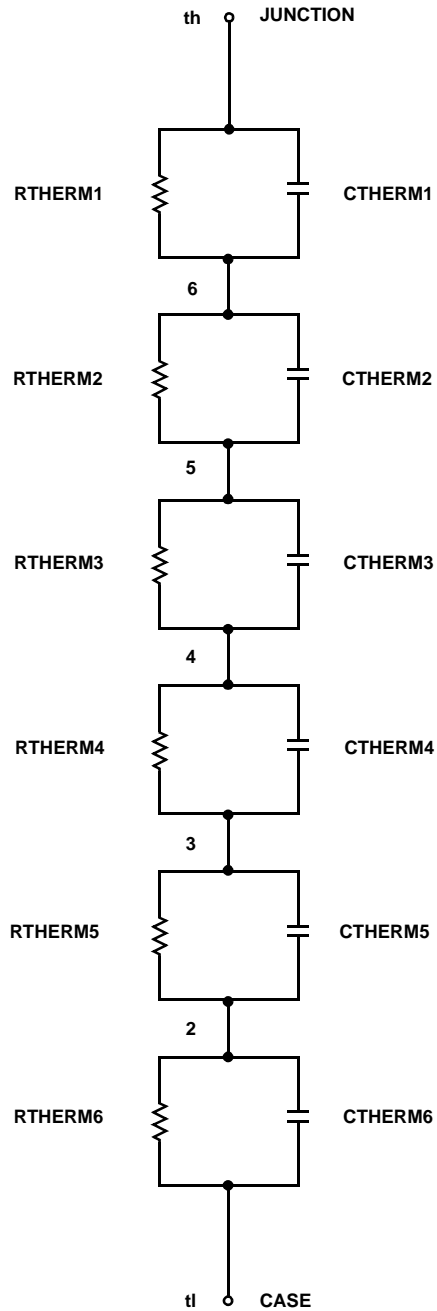 th JUNCTION
RTHERM1 CTHERM1
6
RTHERM2 CTHERM2
5
RTHERM3 CTHERM3
4
RTHERM4 CTHERM4
3
RTHERM5 CTHERM5
2
RTHERM6 CTHERM6
tl CASE